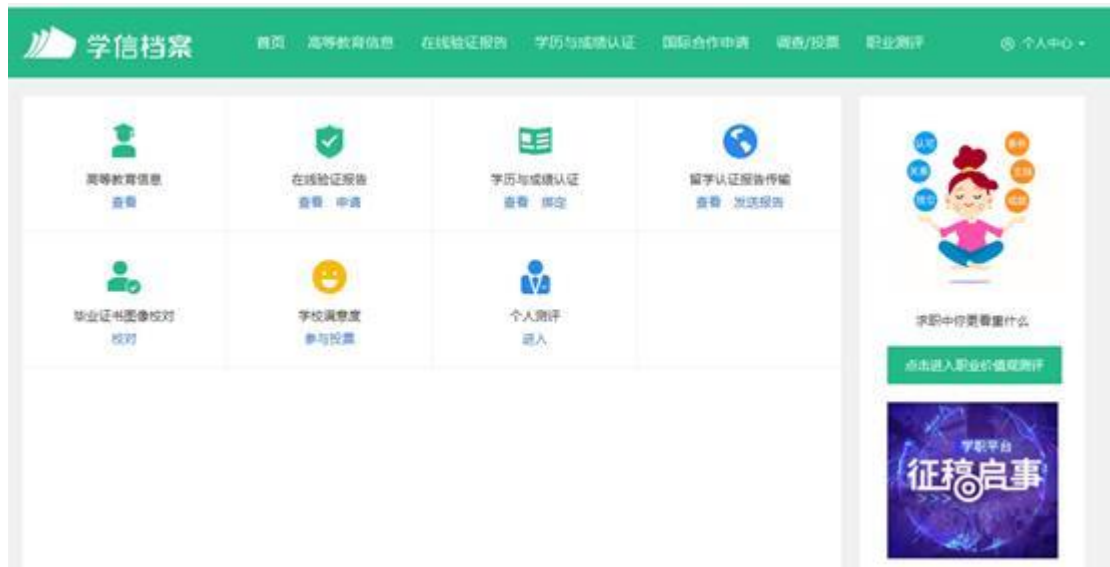 学信档案
首页 高等教育信息 在线验证报告 学历与成绩认证 国际合作申请 调查/投票 职业测评 个人中心
高等教育信息
查看
在线验证报告
查看 申请
学历与成绩认证
查看 绑定
留学认证报告传输
查看 发送报告
毕业证书图像校对
校对
学校满意度
参与投票
个人测评
进入
认可
关系
独立
求职中你更看重什么
点击进入职业价值观测评
学职平台
征稿启事
>>>